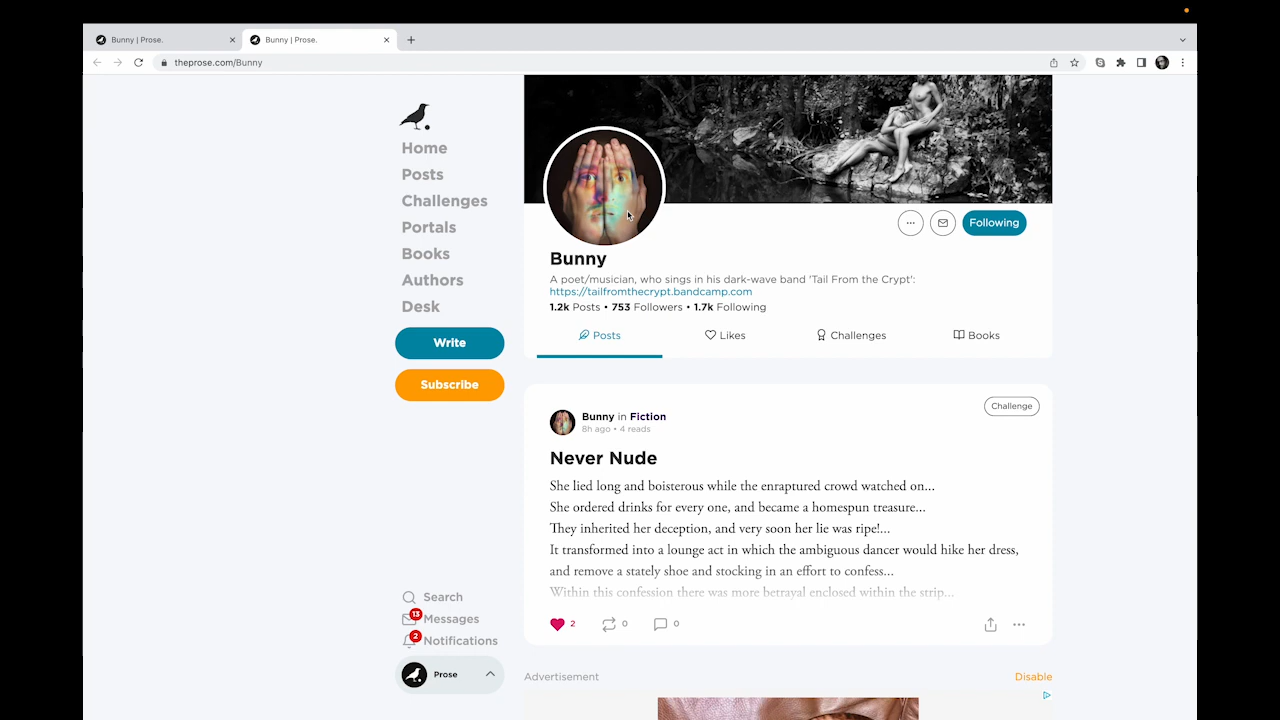 Bunny | Prose.
Bunny | Prose.
theprose.com/Bunny
Home
Posts
Challenges
Portals
Books
Authors
Desk
Write
Subscribe
Search
13
Messages
2
Notifications
Prose
Following
Bunny
A poet/musician, who sings in his dark-wave band 'Tail From the Crypt':
https://tailfromthecrypt.bandcamp.com
1.2k Posts • 753 Followers • 1.7k Following
Posts Likes Challenges Books
Bunny in Fiction
8h ago • 4 reads
Challenge
Never Nude
She lied long and boisterous while the enraptured crowd watched on...
She ordered drinks for every one, and became a homespun treasure...
They inherited her deception, and very soon her lie was ripe!...
It transformed into a lounge act in which the ambiguous dancer would hike her dress,
and remove a stately shoe and stocking in an effort to confess...
Within this confession there was more betrayal enclosed within the strip...
2 0 0
Advertisement
Disable